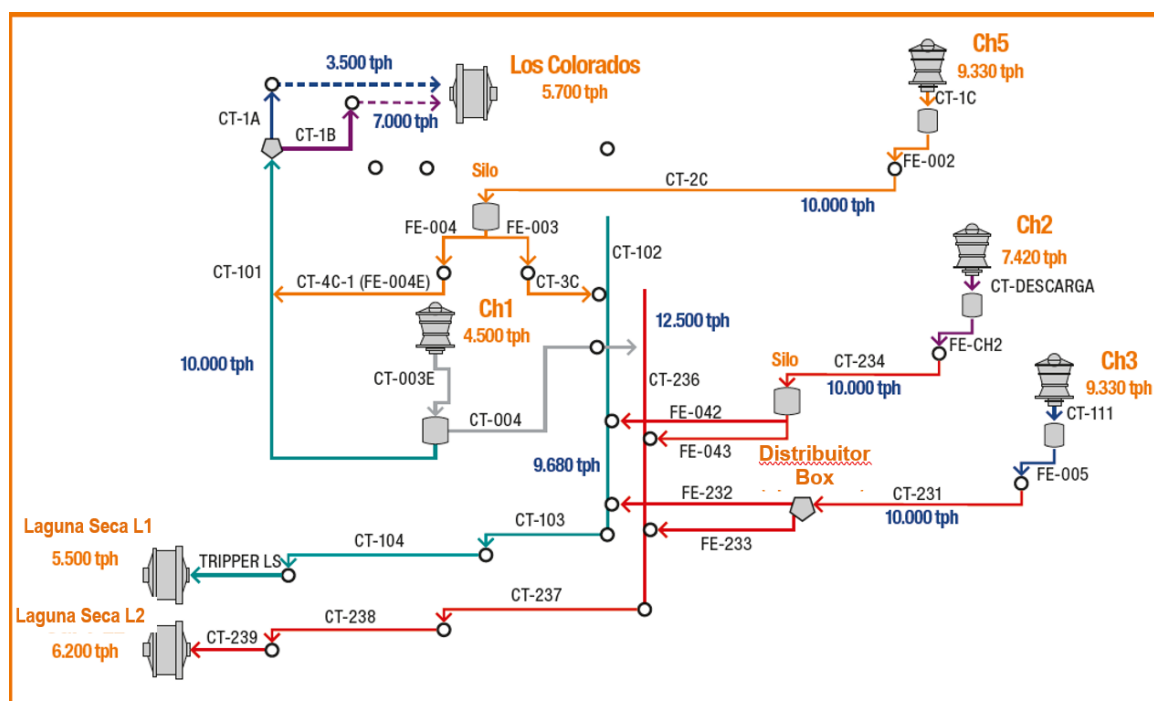 3.500 tph
Los Colorados
5.700 tph
Ch5
9.330 tph
CT-1A
CT-1B
7.000 tph
CT-1C
FE-002
Silo
CT-2C
10.000 tph
FE-004
FE-003
Ch2
7.420 tph
CT-101
CT-4C-1 (FE-004E)
CT-3C
CT-102
CT-DESCARGA
Ch1
4.500 tph
12.500 tph
FE-CH2
10.000 tph
CT-003E
CT-236
Silo
CT-234
10.000 tph
Ch3
9.330 tph
CT-004
FE-042
CT-111
FE-043
9.680 tph
Distribuitor
Box
FE-005
FE-232
CT-231
10.000 tph
Laguna Seca L1
5.500 tph
TRIPPER LS
CT-104
CT-103
FE-233
Laguna Seca L2
6.200 tph
CT-239
CT-238
CT-237